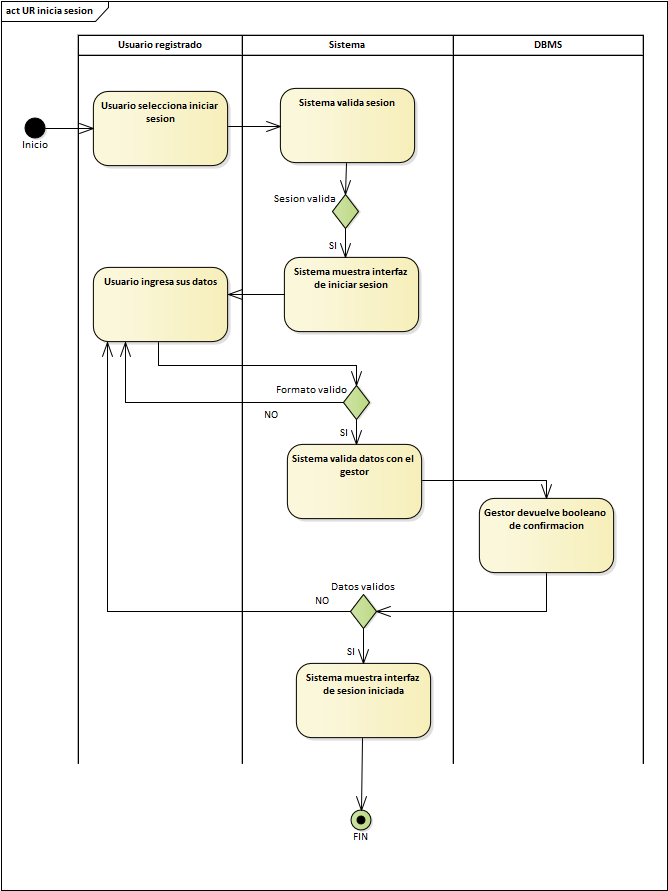 act UR inicia sesion
Usuario registrado
Sistema
DBMS
Usuario selecciona iniciar
sesion
Sistema valida sesion
Inicio
Sesion valida
SI
Usuario ingresa sus datos
Sistema muestra interfaz
de iniciar sesion
Formato valido
NO
SI
Sistema valida datos con el
gestor
Gestor devuelve booleano
de confirmacion
Datos validos
NO
SI
Sistema muestra interfaz
de sesion iniciada
FIN